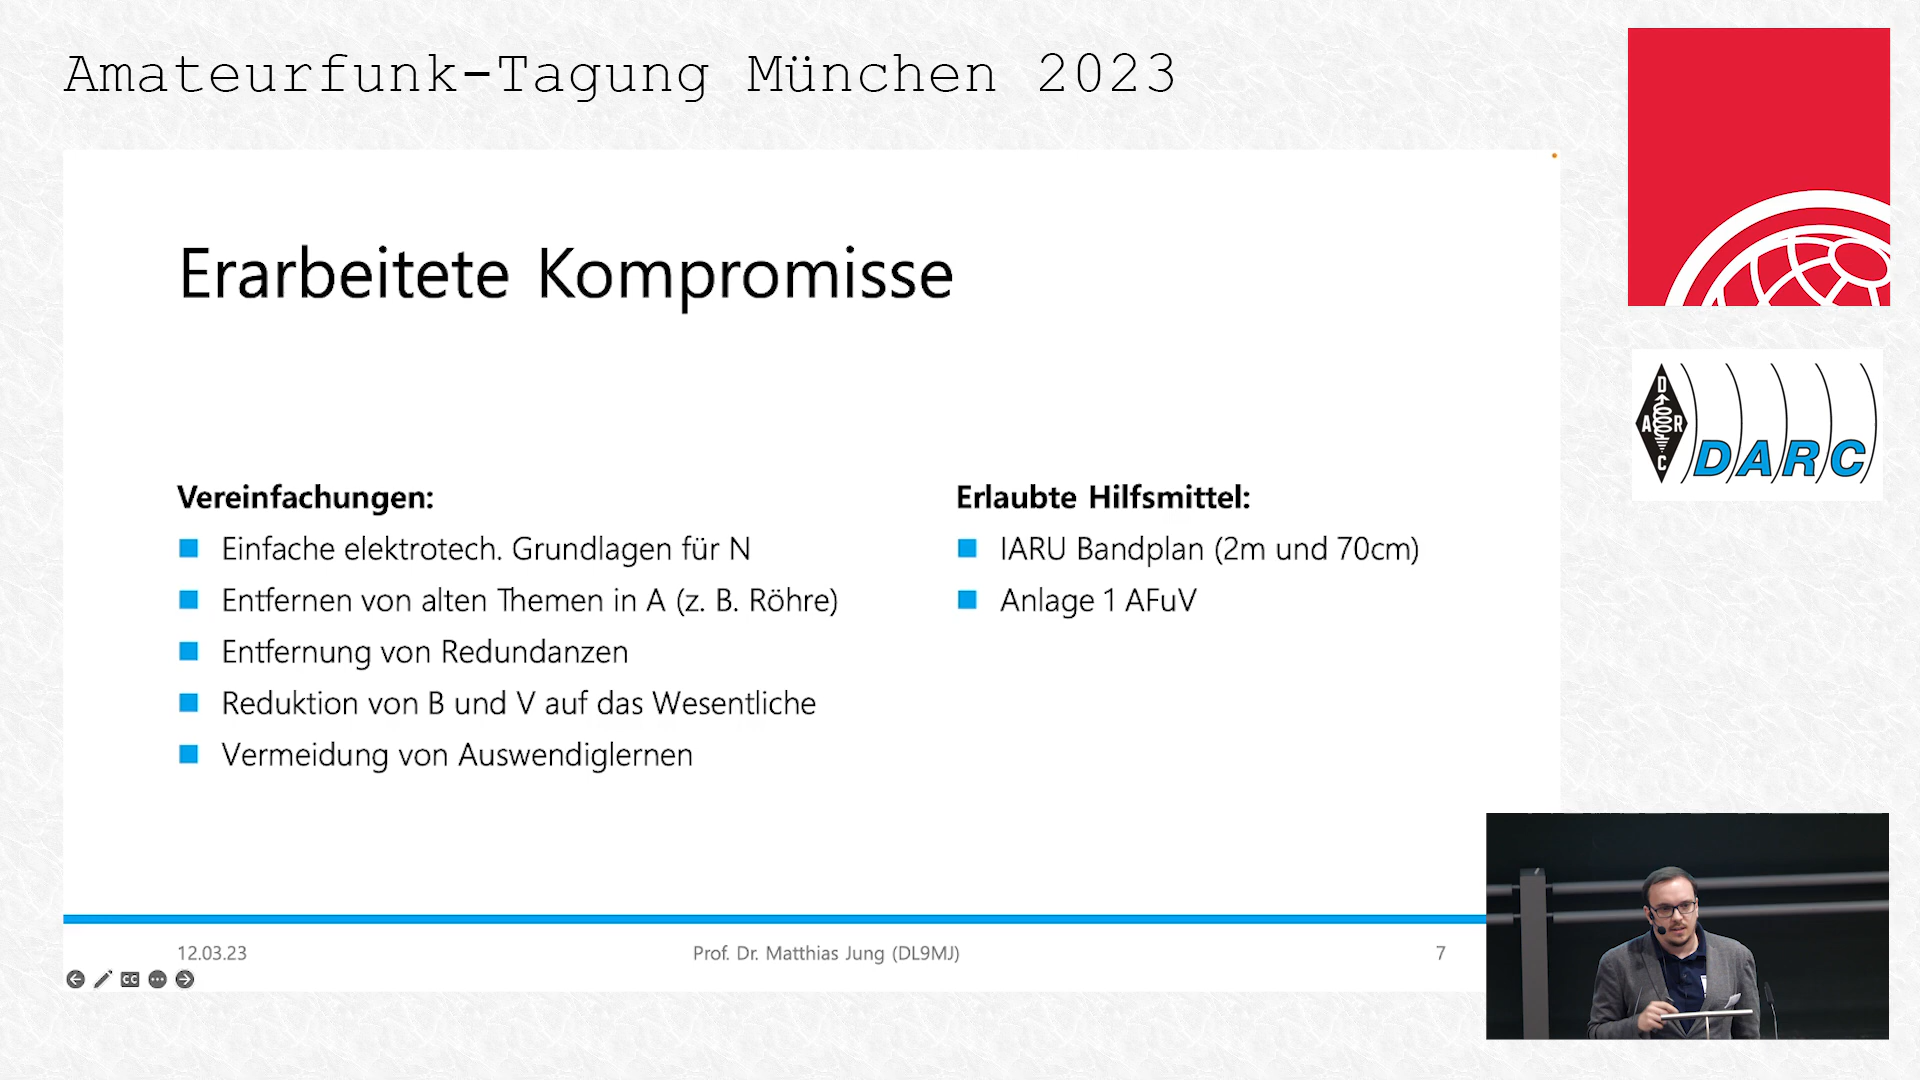 Amateurfunk-Tagung München 2023
Erarbeitete Kompromisse
Vereinfachungen:
Einfache elektrotech. Grundlagen für N
Entfernen von alten Themen in A (z. B. Röhre)
Entfernung von Redundanzen
Reduktion von B und V auf das Wesentliche
Vermeidung von Auswendiglernen
Erlaubte Hilfsmittel:
IARU Bandplan (2m und 70cm)
Anlage 1 AFuV
12.03.23
Prof. Dr. Matthias Jung (DL9MJ)
7
CC
D
A R
C
DARC